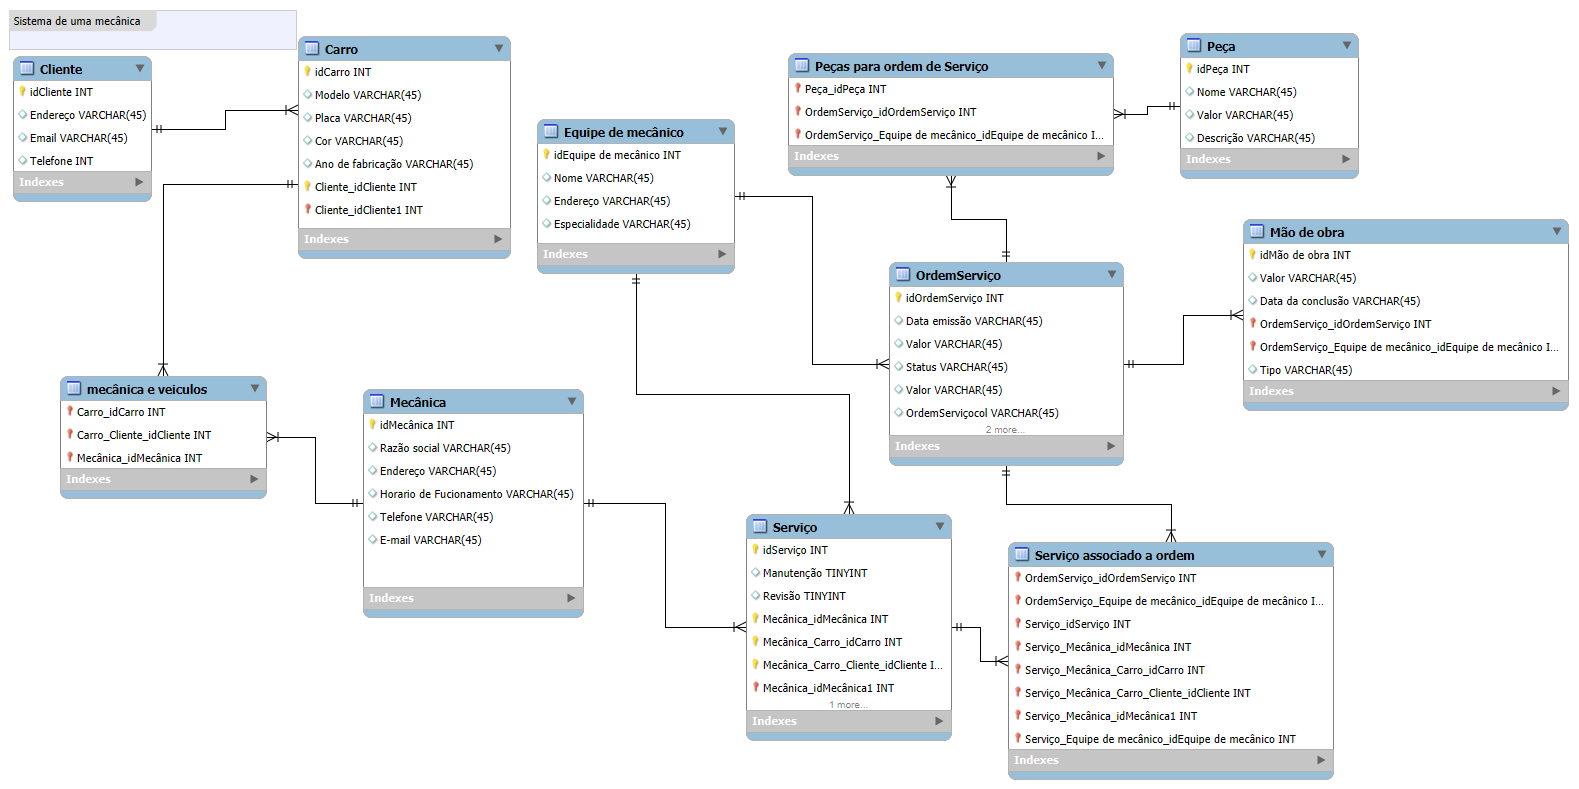 Sistema de uma mecânica
Cliente
idCliente INT
Endereço VARCHAR(45)
Email VARCHAR(45)
Telefone INT
Indexes
Carro
idCarro INT
Modelo VARCHAR(45)
Placa VARCHAR(45)
Cor VARCHAR(45)
Ano de fabricação VARCHAR(45)
Cliente_idCliente INT
Cliente_idCliente1 INT
Indexes
Equipe de mecânico
idEquipe de mecânico INT
Nome VARCHAR(45)
Endereço VARCHAR(45)
Especialidade VARCHAR(45)
Indexes
Peças para ordem de Serviço
Peça_idPeça INT
OrdemServiço_idOrdemServiço INT
OrdemServiço_Equipe de mecânico_idEquipe de mecânico I...
Indexes
Peça
idPeça INT
Nome VARCHAR(45)
Valor VARCHAR(45)
Descrição VARCHAR(45)
Indexes
OrdemServiço
idOrdemServiço INT
Data emissão VARCHAR(45)
Valor VARCHAR(45)
Status VARCHAR(45)
Valor VARCHAR(45)
OrdemServiçocol VARCHAR(45)
2 more...
Indexes
Mão de obra
idMão de obra INT
Valor VARCHAR(45)
Data da conclusão VARCHAR(45)
OrdemServiço_idOrdemServiço INT
OrdemServiço_Equipe de mecânico_idEquipe de mecânico I...
Tipo VARCHAR(45)
Indexes
mecânica e veiculos
Carro_idCarro INT
Carro_Cliente_idCliente INT
Mecânica_idMecânica INT
Indexes
Mecânica
idMecânica INT
Razão social VARCHAR(45)
Endereço VARCHAR(45)
Horario de Fucionamento VARCHAR(45)
Telefone VARCHAR(45)
E-mail VARCHAR(45)
Indexes
Serviço
idServiço INT
Manutenção TINYINT
Revisão TINYINT
Mecânica_idMecânica INT
Mecânica_Carro_idCarro INT
Mecânica_Carro_Cliente_idCliente I...
Mecânica_idMecânica1 INT
1 more...
Indexes
Serviço associado a ordem
OrdemServiço_idOrdemServiço INT
OrdemServiço_Equipe de mecânico_idEquipe de mecânico I...
Serviço_idServiço INT
Serviço_Mecânica_idMecânica INT
Serviço_Mecânica_Carro_idCarro INT
Serviço_Mecânica_Carro_Cliente_idCliente INT
Serviço_Mecânica_idMecânica1 INT
Serviço_Equipe de mecânico_idEquipe de mecânico INT
Indexes